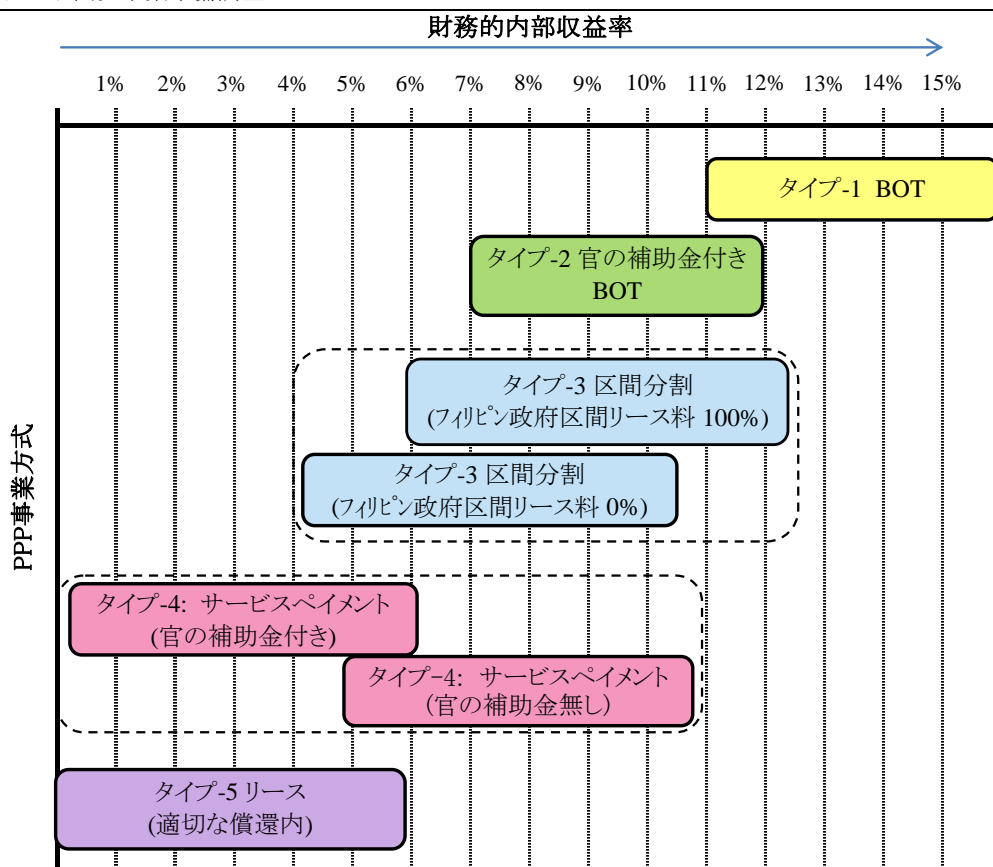 財務的内部収益率
1% 2% 3% 4% 5% 6% 7% 8% 9% 10% 11% 12% 13% 14% 15%
PPP事業方式
タイプ-1 BOT
タイプ-2 官の補助金付き
BOT
タイプ-3 区間分割
(フィリピン政府区間リース料 100%)
タイプ-3 区間分割
(フィリピン政府区間リース料 0%)
タイプ-4: サービスペイメント
(官の補助金付き)
タイプ-4: サービスペイメント
(官の補助金無し)
タイプ-5 リース
(適切な償還内)